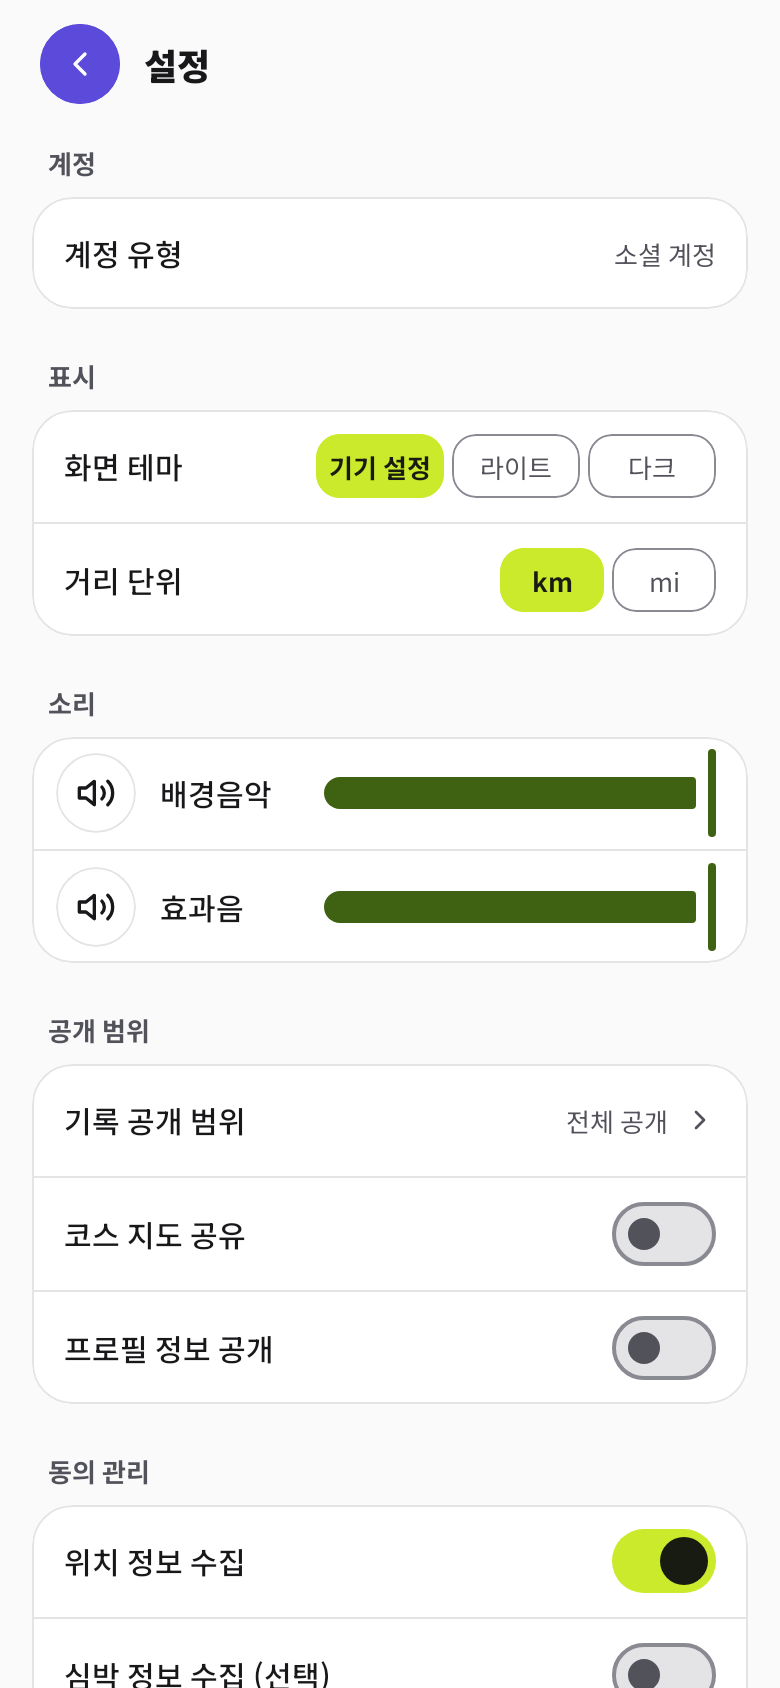 설정
계정
계정 유형
소셜 계정
표시
화면 테마
기기 설정
라이트
다크
거리 단위
km
mi
소리
배경음악
효과음
공개 범위
기록 공개 범위
전체 공개
코스 지도 공유
프로필 정보 공개
동의 관리
위치 정보 수집
심박 정보 수집 (선택)